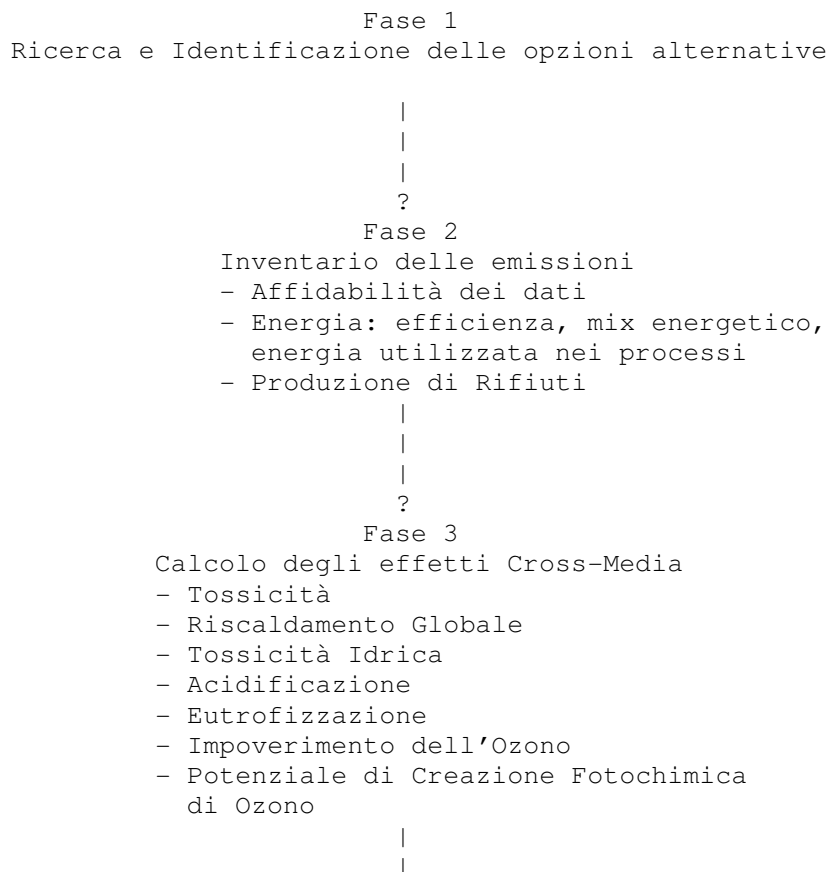 Fase 1
Ricerca e Identificazione delle opzioni alternative
|
|
|
?
Fase 2
Inventario delle emissioni
- Affidabilità dei dati
- Energia: efficienza, mix energetico,
energia utilizzata nei processi
- Produzione di Rifiuti
|
|
|
?
Fase 3
Calcolo degli effetti Cross-Media
- Tossicità
- Riscaldamento Globale
- Tossicità Idrica
- Acidificazione
- Eutrofizzazione
- Impoverimento dell'Ozono
- Potenziale di Creazione Fotochimica
di Ozono
|
|